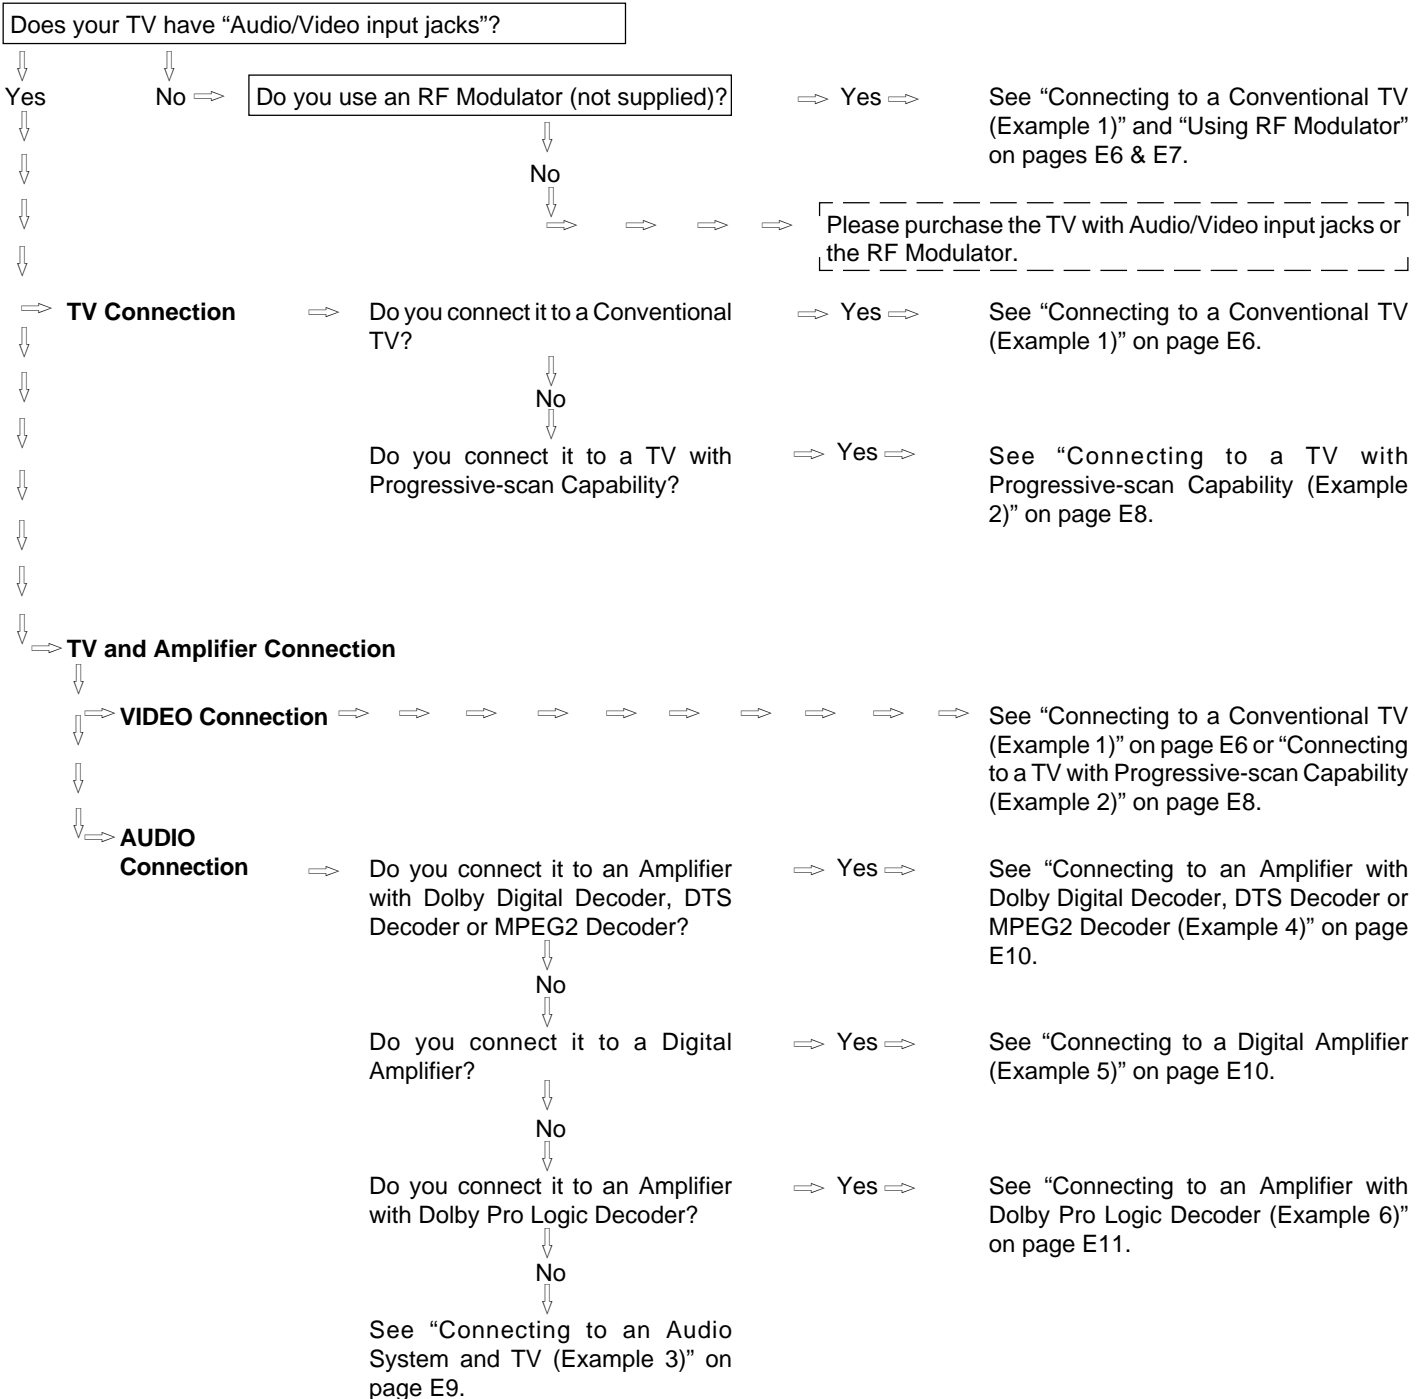 Does your TV have “Audio/Video input jacks”?
Yes
No
Do you use an RF Modulator (not supplied)?
Yes
See “Connecting to a Conventional TV
(Example 1)” and “Using RF Modulator”
on pages E6 & E7.
No
Please purchase the TV with Audio/Video input jacks or
the RF Modulator.
TV Connection
Do you connect it to a Conventional
TV?
Yes
See “Connecting to a Conventional TV
(Example 1)” on page E6.
No
Do you connect it to a TV with
Progressive-scan Capability?
Yes
See “Connecting to a TV with
Progressive-scan Capability (Example
2)” on page E8.
TV and Amplifier Connection
VIDEO Connection
See “Connecting to a Conventional TV
(Example 1)” on page E6 or “Connecting
to a TV with Progressive-scan Capability
(Example 2)” on page E8.
AUDIO
Connection
Do you connect it to an Amplifier
with Dolby Digital Decoder, DTS
Decoder or MPEG2 Decoder?
Yes
See “Connecting to an Amplifier with
Dolby Digital Decoder, DTS Decoder or
MPEG2 Decoder (Example 4)” on page
E10.
No
Do you connect it to a Digital
Amplifier?
Yes
See “Connecting to a Digital Amplifier
(Example 5)” on page E10.
No
Do you connect it to an Amplifier
with Dolby Pro Logic Decoder?
Yes
See “Connecting to an Amplifier with
Dolby Pro Logic Decoder (Example 6)”
on page E11.
No
See “Connecting to an Audio
System and TV (Example 3)” on
page E9.